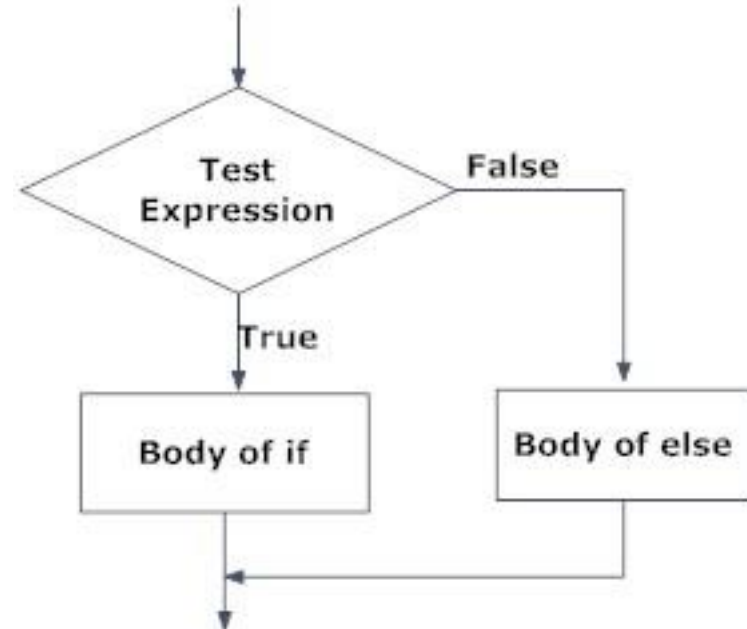 Test
Expression
False
True
Body of if
Body of else